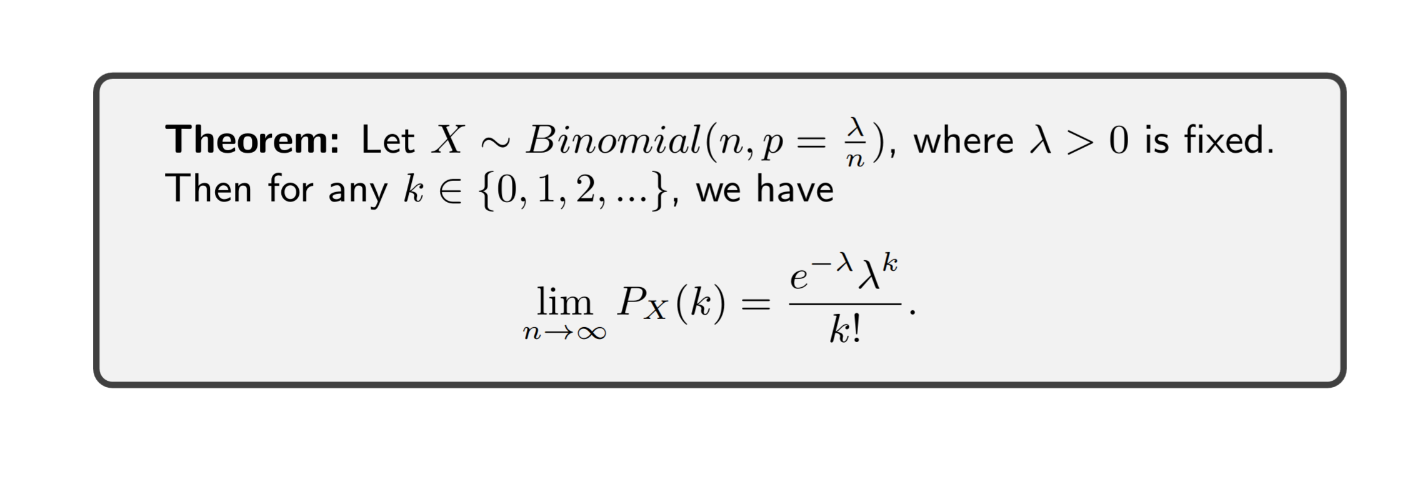 Theorem: Let X ∼ Binomial(n, p = λ/n), where λ > 0 is fixed.
Then for any k ∈ {0, 1, 2, ...}, we have
lim_{n→∞} P_X(k) = e^{−λ} λ^k / k!.